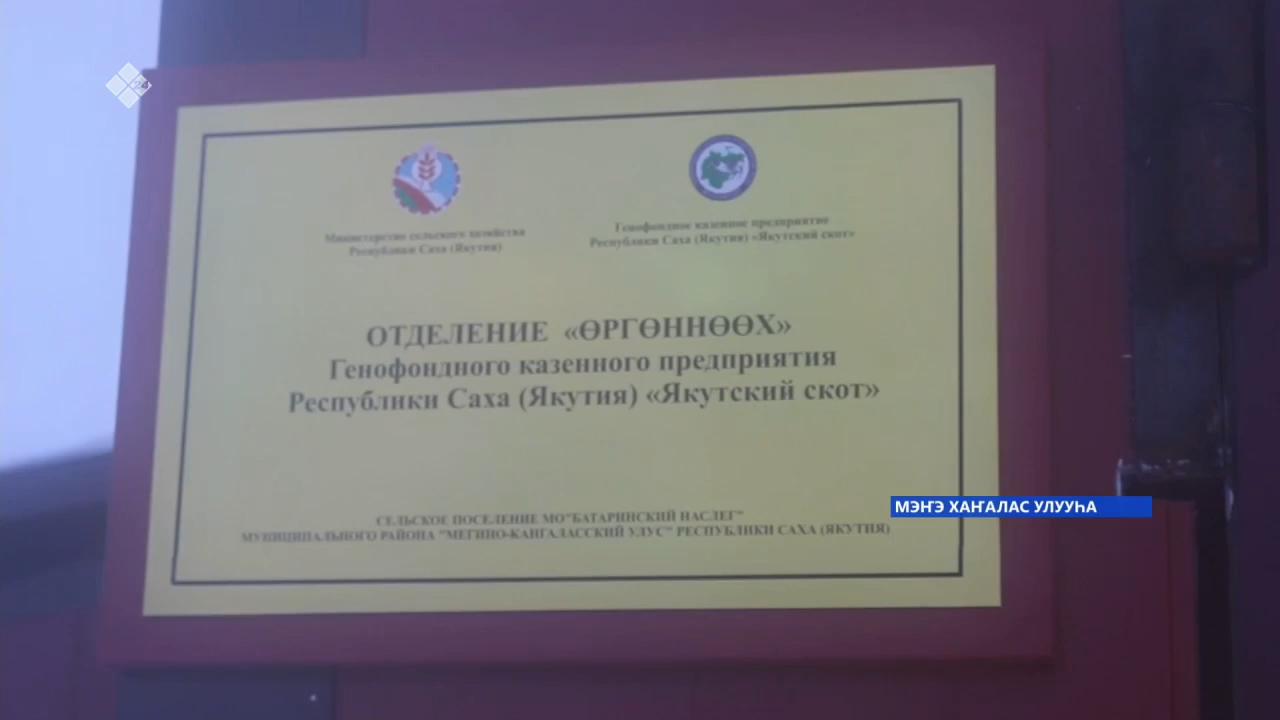 Министерство сельского хозяйства
Республики Саха (Якутия)
Генофондное казенное предприятие
Республики Саха (Якутия) «Якутский скот»
ОТДЕЛЕНИЕ «ӨРГӨННӨӨХ»
Генофондного казенного предприятия
Республики Саха (Якутия) «Якутский скот»
СЕЛЬСКОЕ ПОСЕЛЕНИЕ МО"БАТАРИНСКИЙ НАСЛЕГ"
МУНИЦИПАЛЬНОГО РАЙОНА "МЕГИНО-КАНГАЛАССКИЙ УЛУС" РЕСПУБЛИКИ САХА (ЯКУТИЯ)
МЭҤЭ ХАҤАЛАС УЛУУҺА